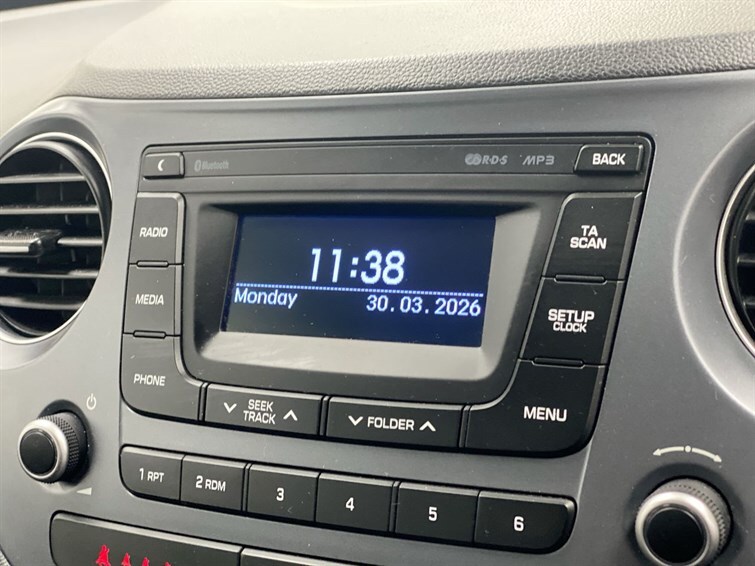 Bluetooth
R·D·S
MP3
BACK
RADIO
11:38
TA
SCAN
Monday
30.03.2026
MEDIA
SETUP
CLOCK
PHONE
SEEK
TRACK
FOLDER
MENU
1 RPT
2 RDM
3
4
5
6